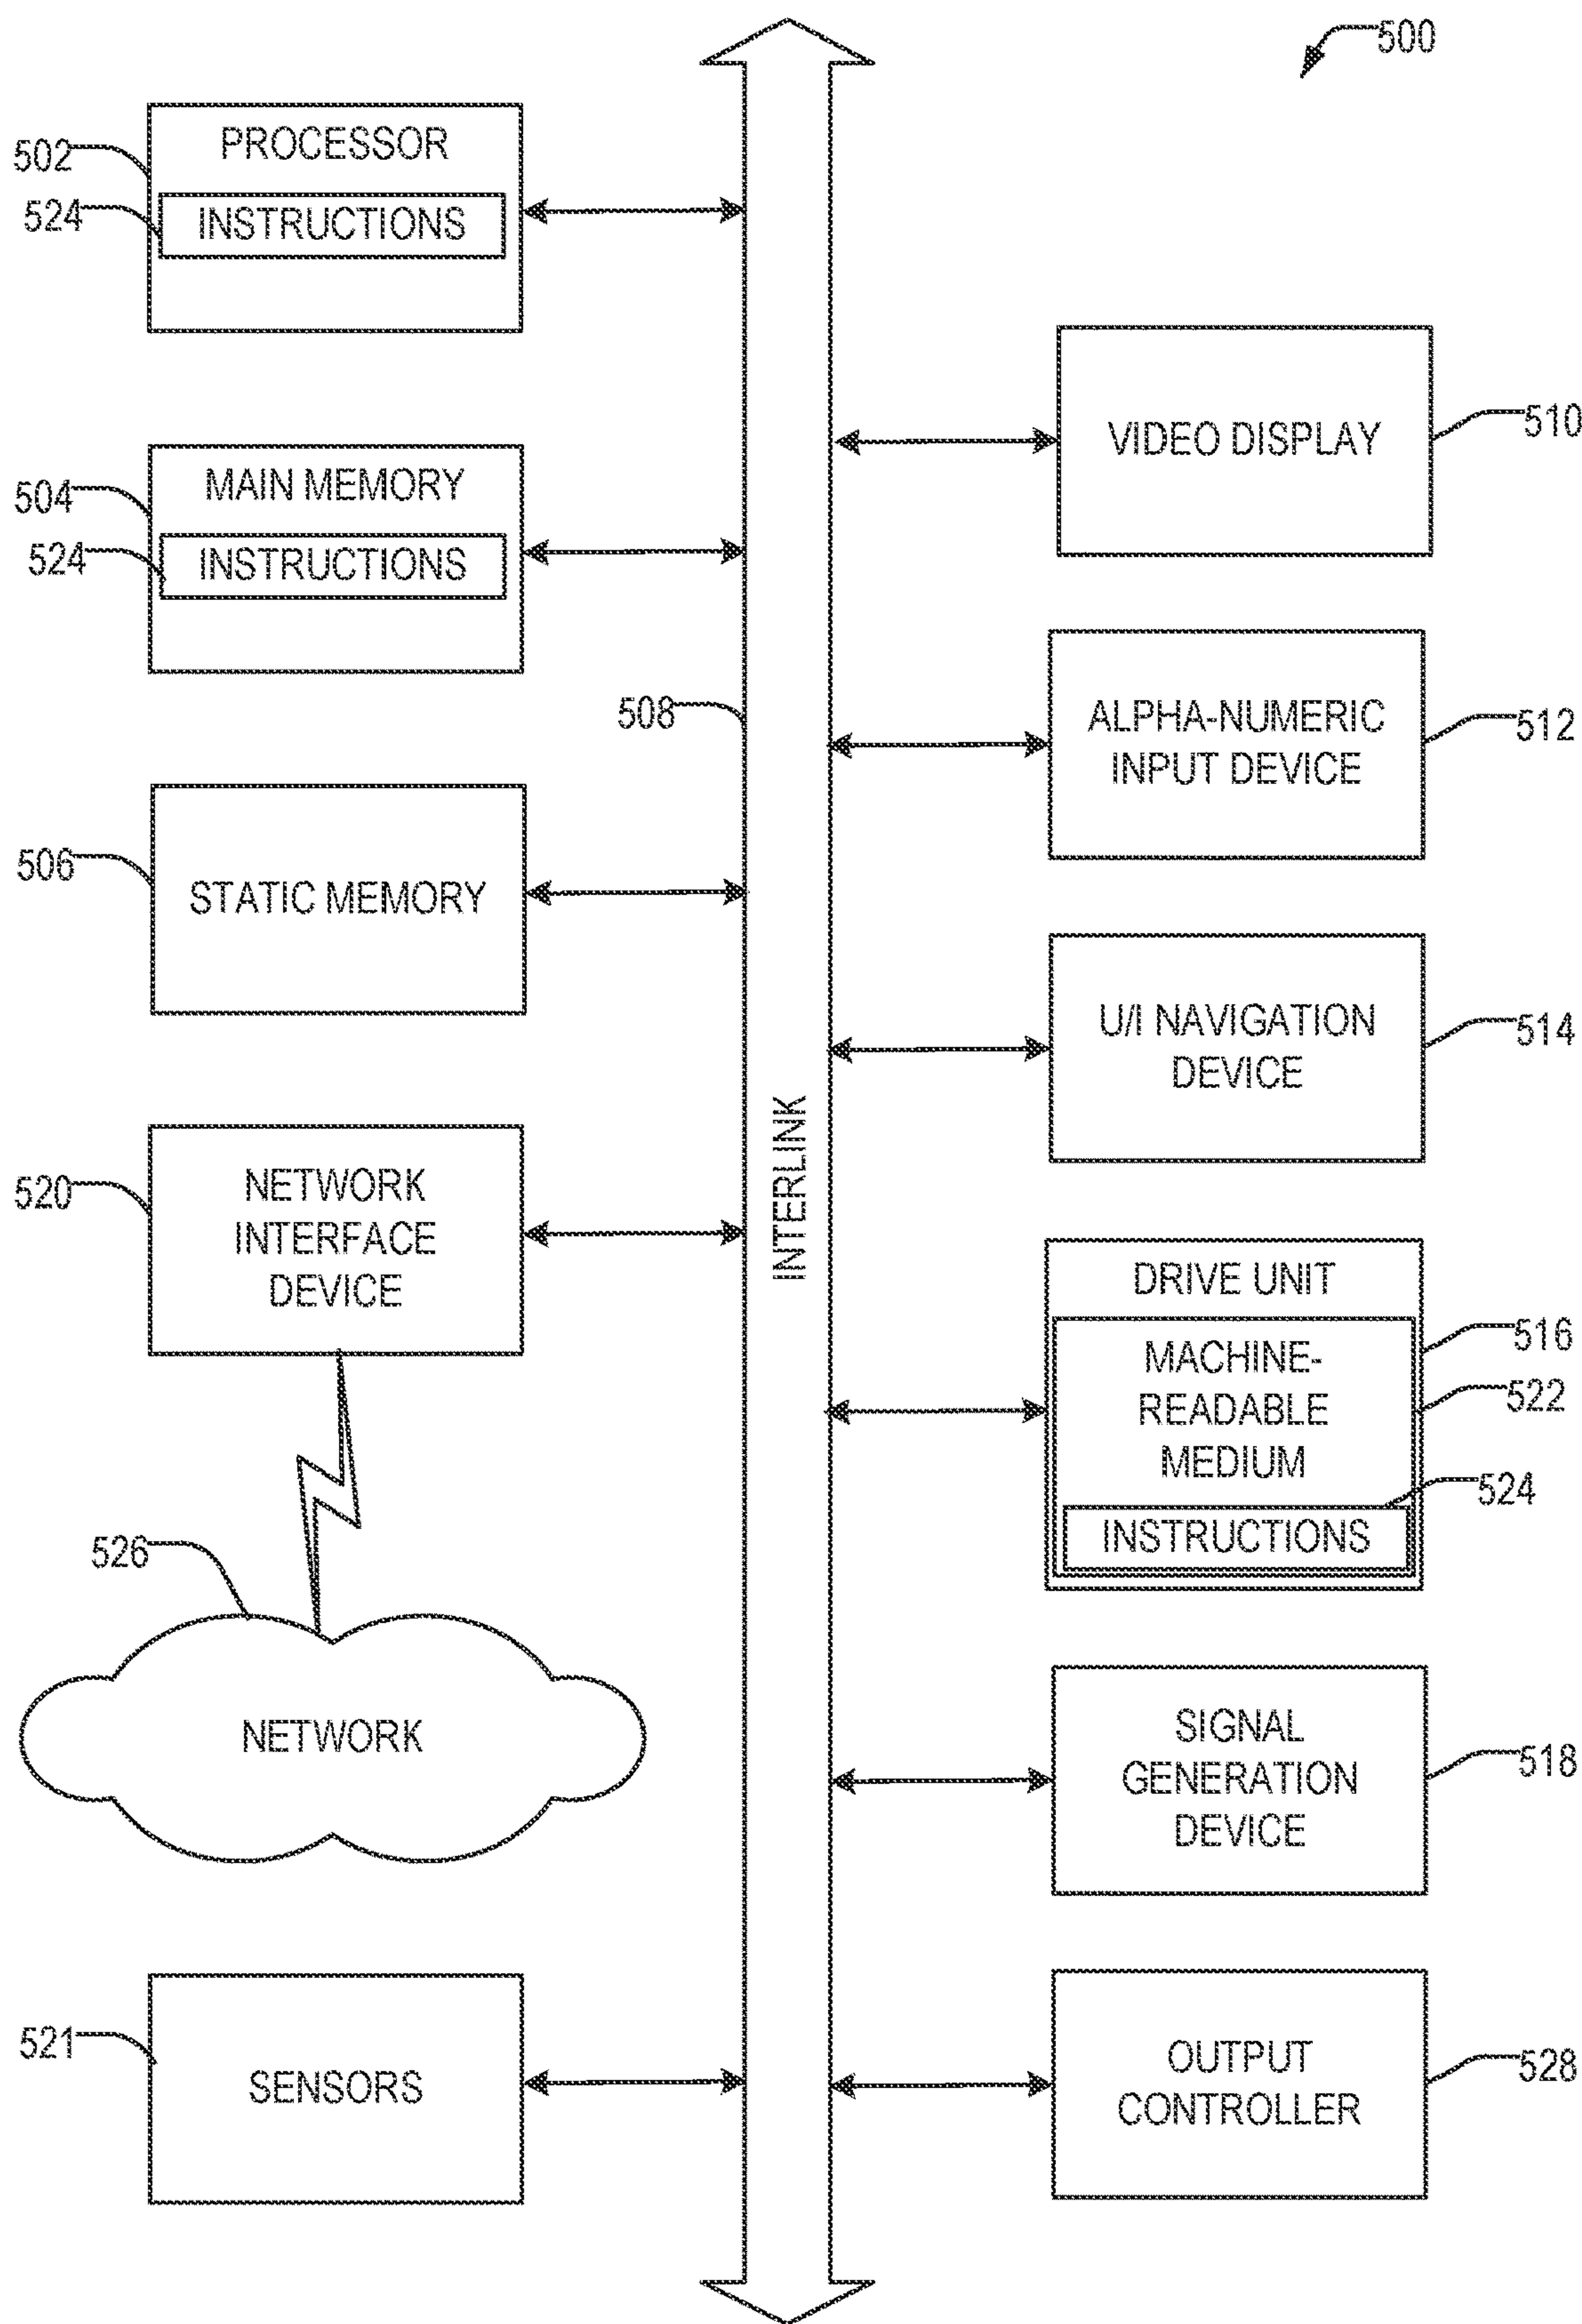 500
502
PROCESSOR
524
INSTRUCTIONS
504
MAIN MEMORY
524
INSTRUCTIONS
508
506
STATIC MEMORY
520
NETWORK
INTERFACE
DEVICE
526
NETWORK
521
SENSORS
INTERLINK
VIDEO DISPLAY
510
ALPHA-NUMERIC
INPUT DEVICE
512
U/I NAVIGATION
DEVICE
514
DRIVE UNIT
516
MACHINE-
READABLE
MEDIUM
522
524
INSTRUCTIONS
SIGNAL
GENERATION
DEVICE
518
OUTPUT
CONTROLLER
528